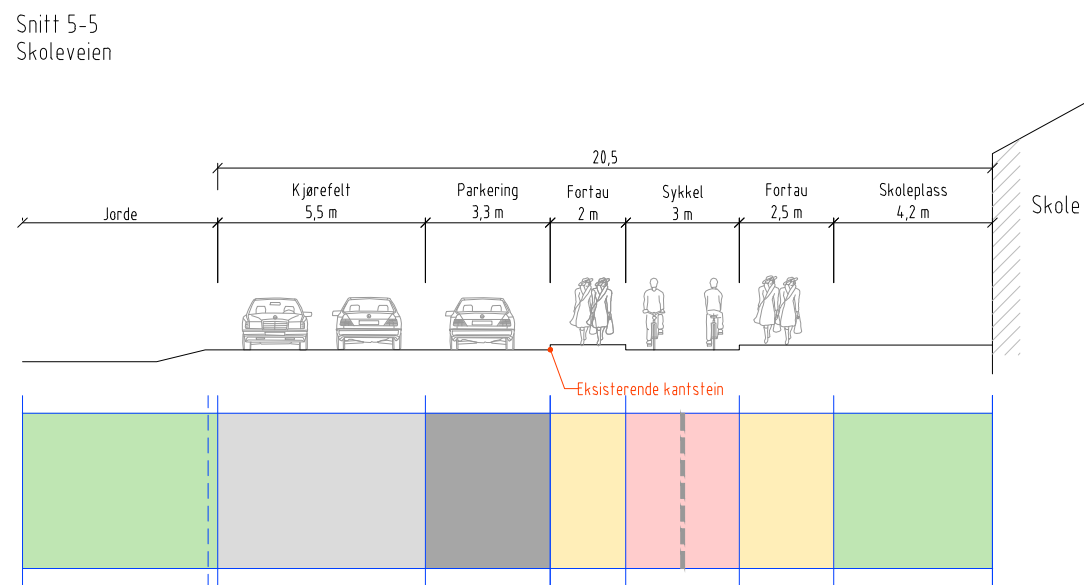 Snitt 5-5
Skoleveien
20,5
Kjørefelt
5,5 m
Parkering
3,3 m
Fortau
2 m
Sykkel
3 m
Fortau
2,5 m
Skoleplass
4,2 m
Jorde
Skole
Eksisterende kantstein